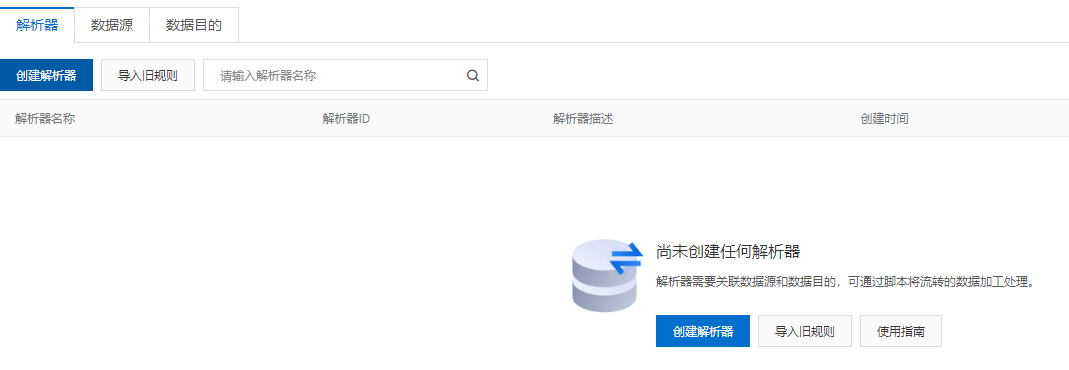 解析器 数据源 数据目的
创建解析器 导入旧规则 请输入解析器名称
解析器名称 解析器ID 解析器描述 创建时间
尚未创建任何解析器
解析器需要关联数据源和数据目的，可通过脚本将流转的数据加工处理。
创建解析器 导入旧规则 使用指南